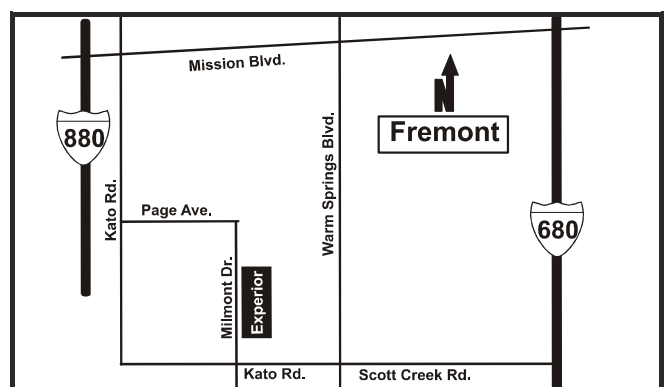 Mission Blvd.
N
Fremont
880
Kato Rd.
Page Ave.
Warm Springs Blvd.
680
Milmont Dr.
Experior
Kato Rd.
Scott Creek Rd.